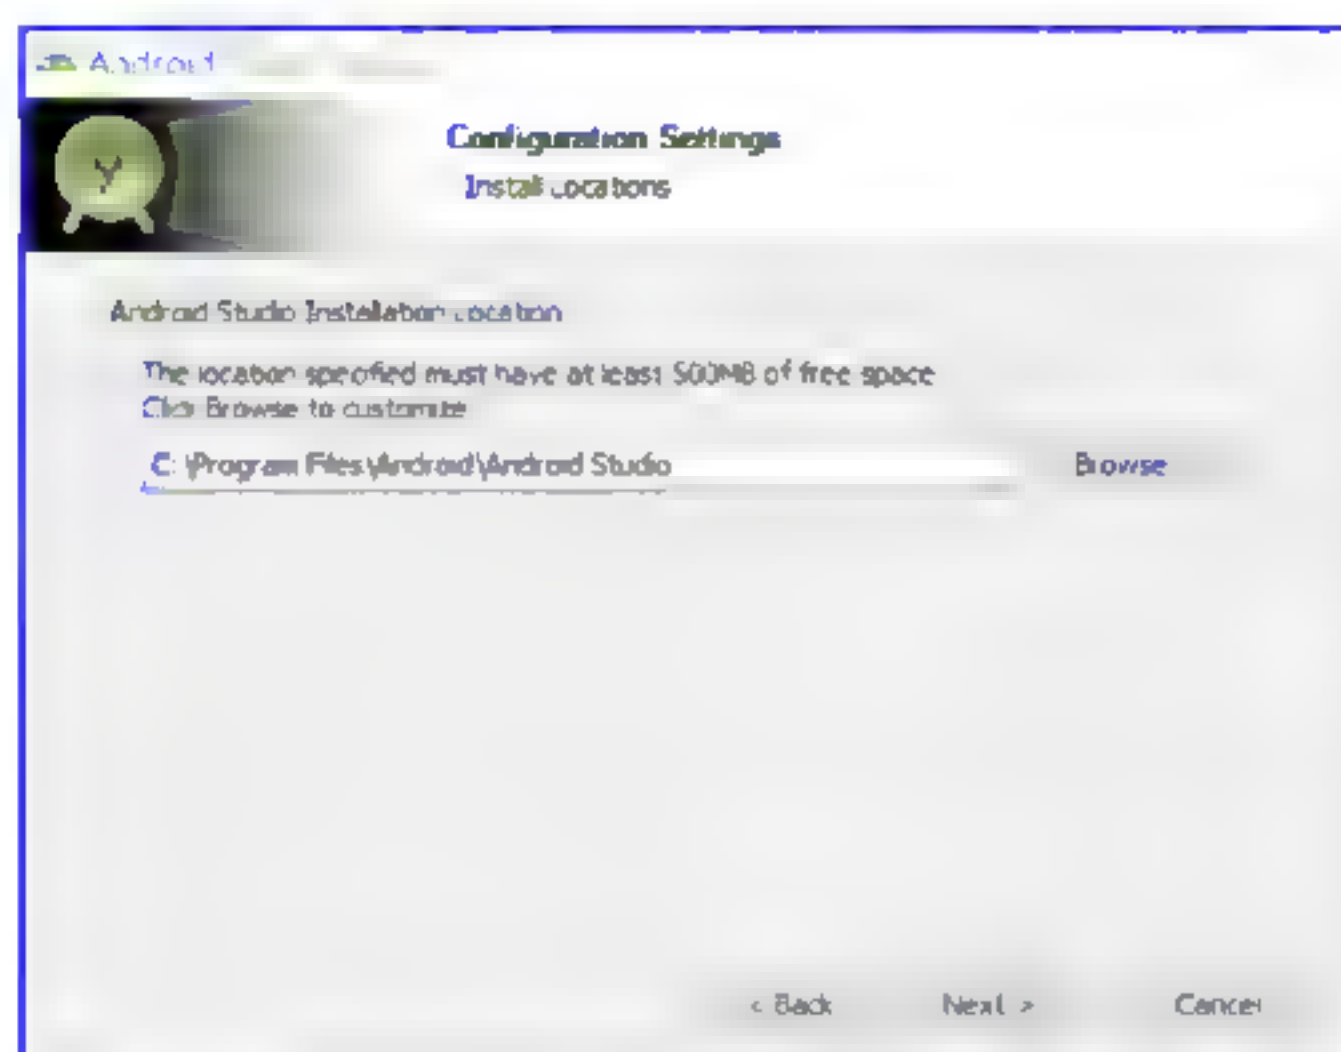 Android
Configuration Settings
Install Locations
Android Studio Installation Location
The location specified must have at least 500MB of free space
Click Browse to customize
C:\Program Files\Android\Android Studio
Browse
< Back
Next >
Cancel